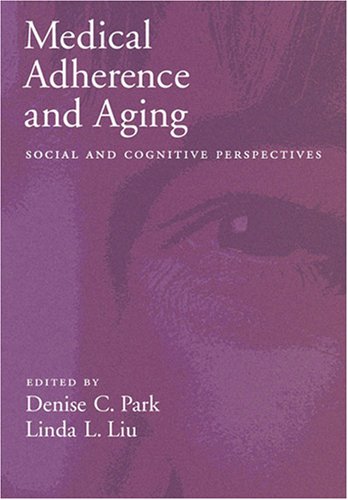 Medical
Adherence
and Aging
SOCIAL AND COGNITIVE PERSPECTIVES
EDITED BY
Denise C. Park
Linda L. Liu